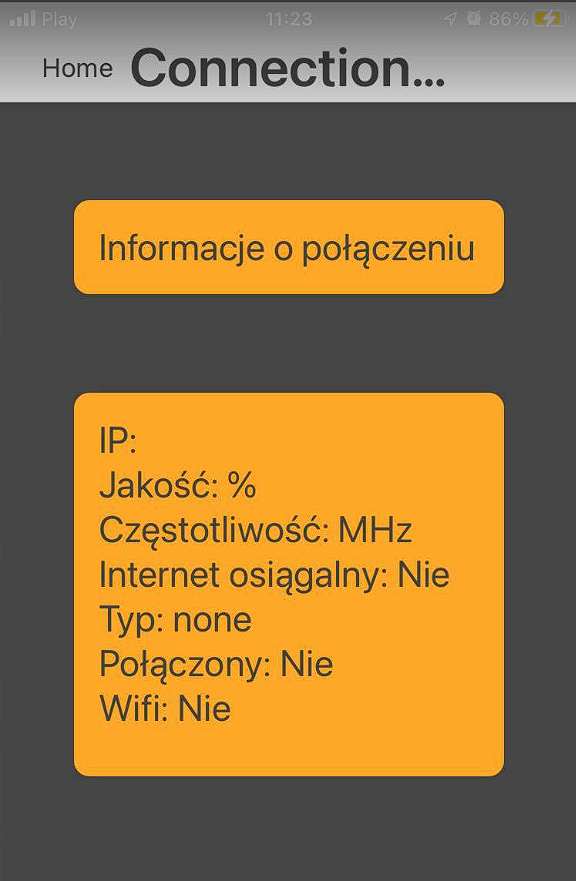 Play 11:23 86%
Home Connection...
Informacje o połączeniu
IP:
Jakość: %
Częstotliwość: MHz
Internet osiągalny: Nie
Typ: none
Połączony: Nie
Wifi: Nie